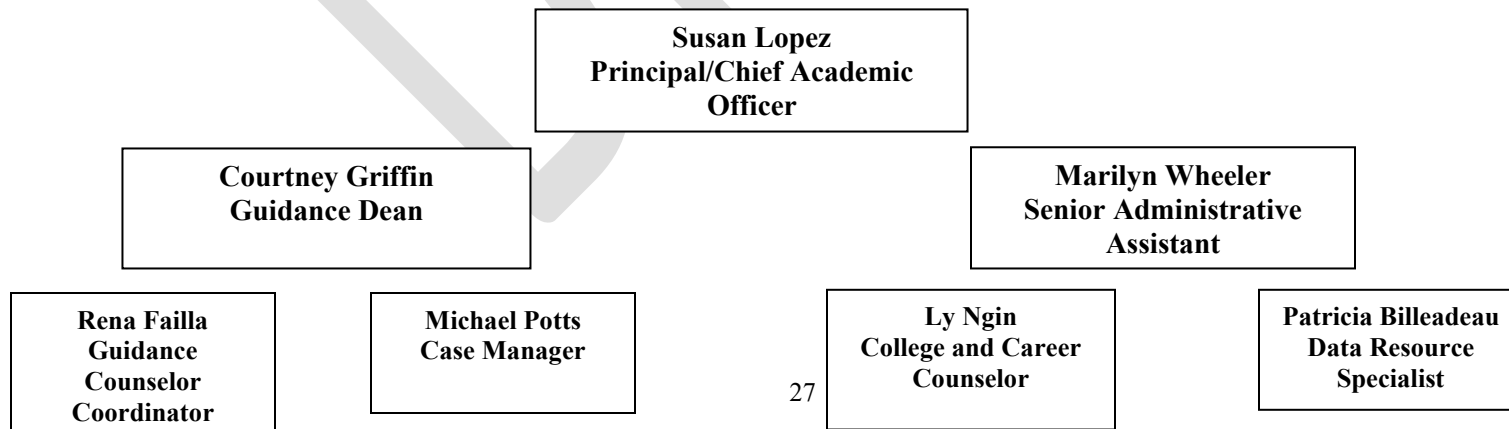 Susan Lopez
Principal/Chief Academic
Officer
Courtney Griffin
Guidance Dean
Marilyn Wheeler
Senior Administrative
Assistant
Rena Failla
Guidance
Counselor
Coordinator
Michael Potts
Case Manager
Ly Ngin
College and Career
Counselor
Patricia Billeadeau
Data Resource
Specialist
27